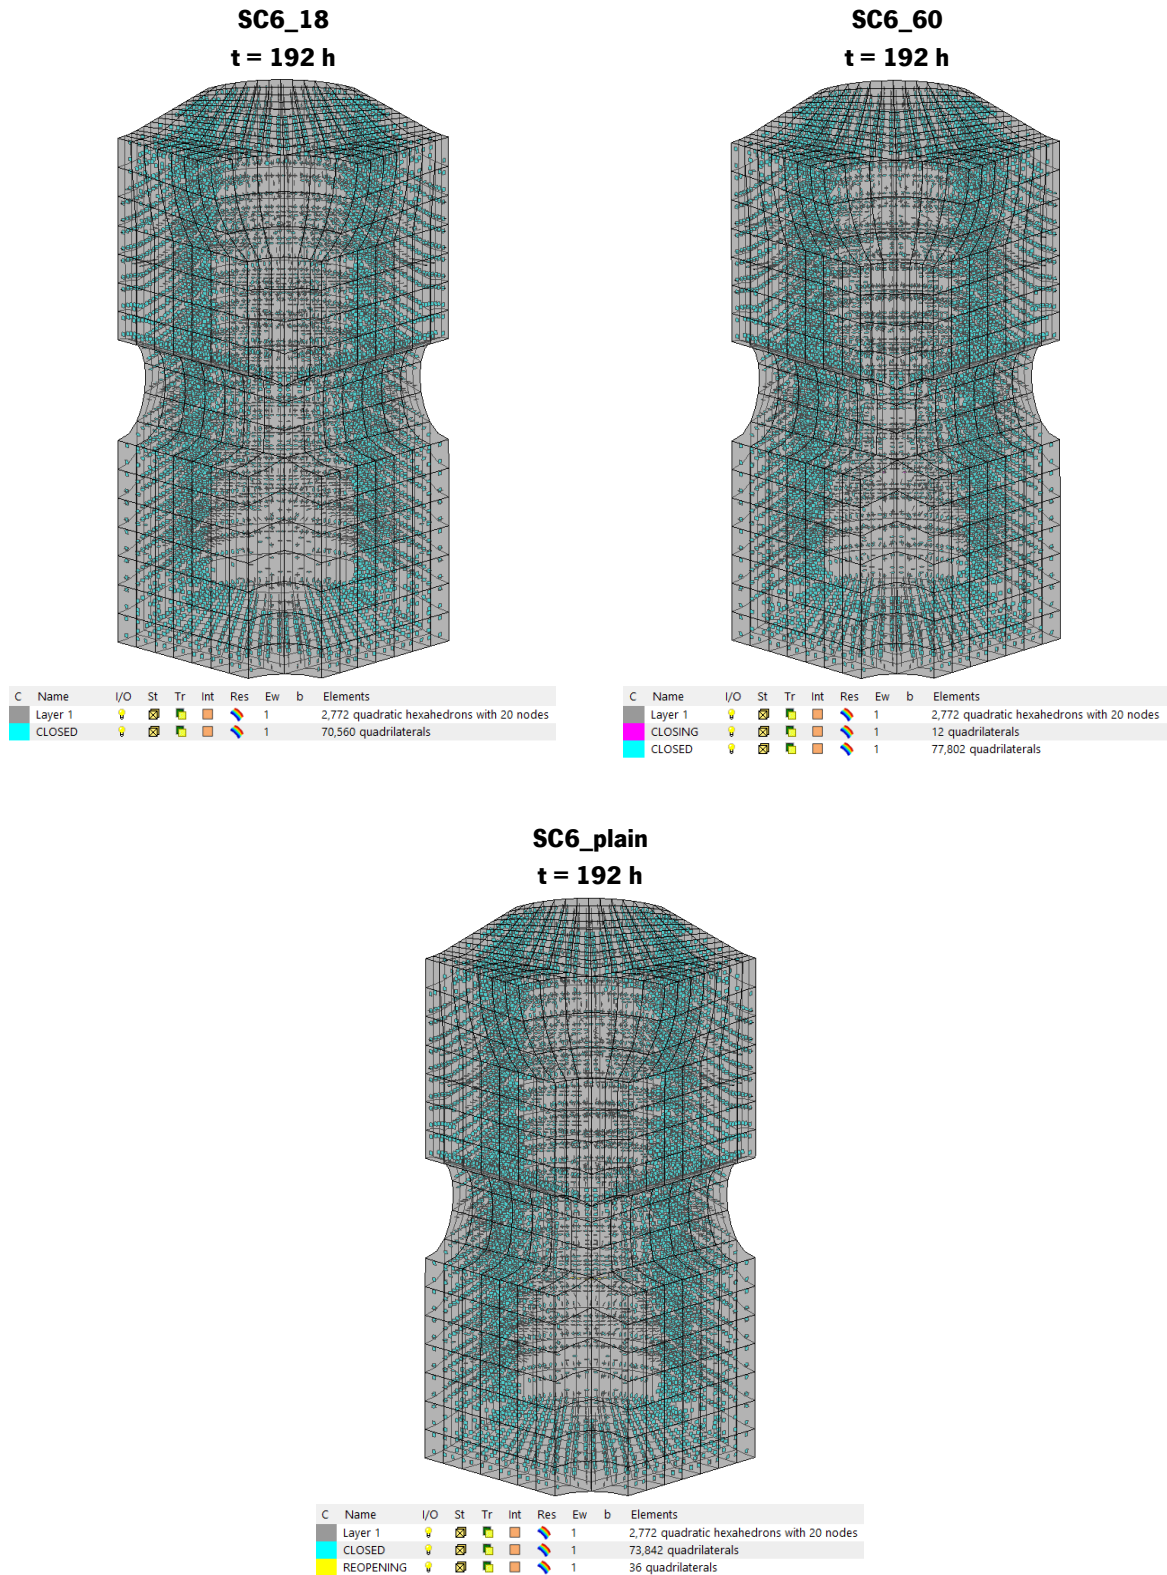 SC6_18
t = 192 h
C Name I/O St Tr Int Res Ew b Elements
Layer 1 1 2,772 quadratic hexahedrons with 20 nodes
CLOSED 1 70,560 quadrilaterals
SC6_60
t = 192 h
C Name I/O St Tr Int Res Ew b Elements
Layer 1 1 2,772 quadratic hexahedrons with 20 nodes
CLOSING 1 12 quadrilaterals
CLOSED 1 77,802 quadrilaterals
SC6_plain
t = 192 h
C Name I/O St Tr Int Res Ew b Elements
Layer 1 1 2,772 quadratic hexahedrons with 20 nodes
CLOSED 1 73,842 quadrilaterals
REOPENING 1 36 quadrilaterals